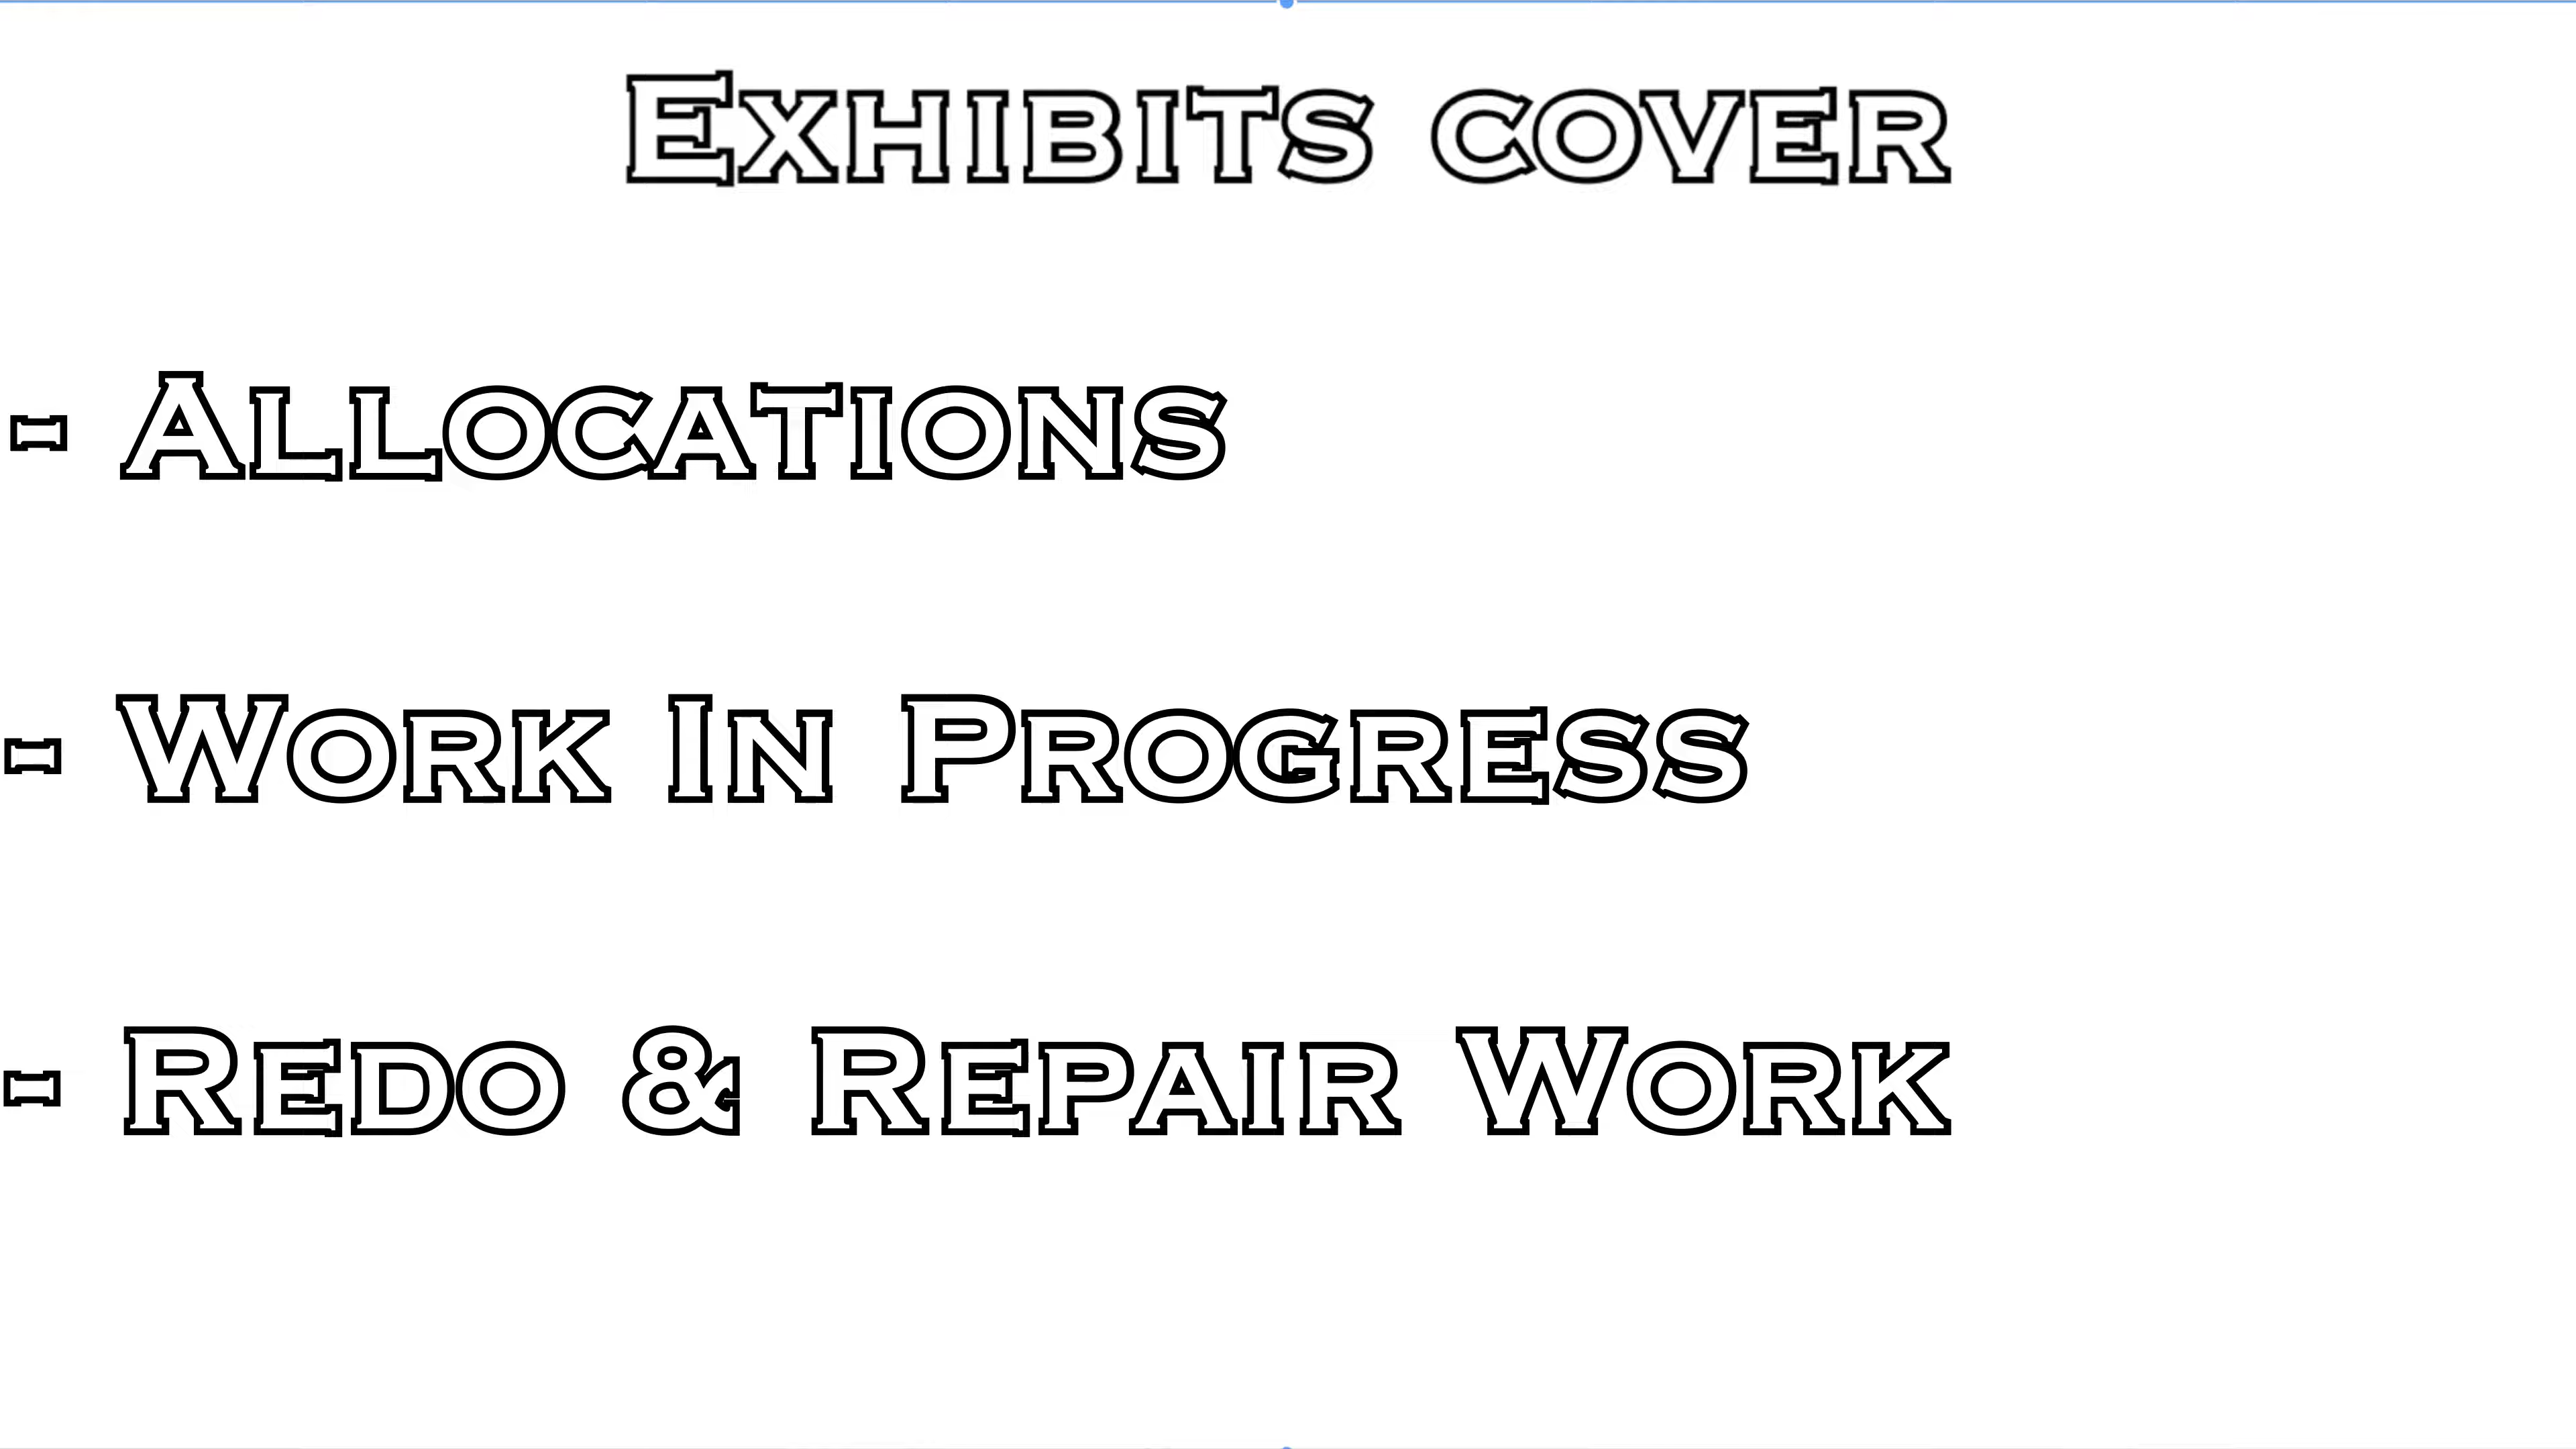 Exhibits cover
- Allocations
- Work In Progress
- Redo & Repair Work